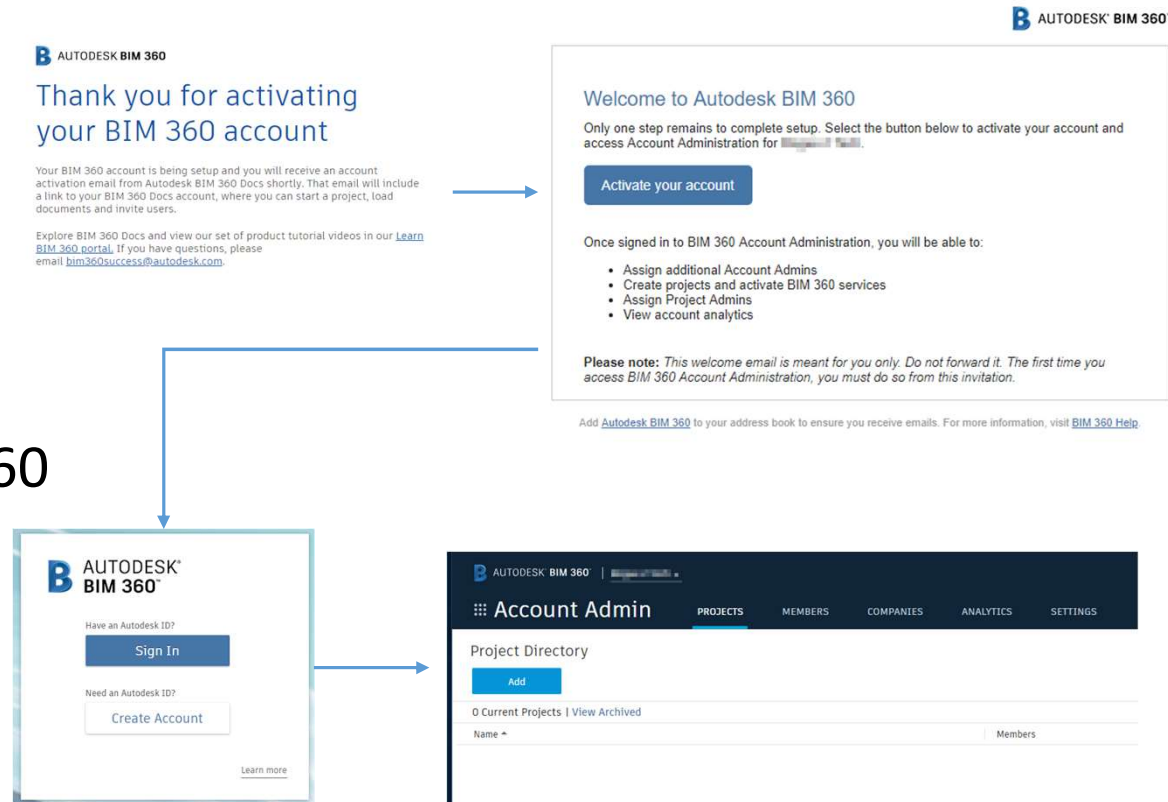 AUTODESK® BIM 360™
AUTODESK BIM 360
Thank you for activating
your BIM 360 account
Your BIM 360 account is being setup and you will receive an account
activation email from Autodesk BIM 360 Docs shortly. That email will include
a link to your BIM 360 Docs account, where you can start a project, load
documents and invite users.
Explore BIM 360 Docs and view our set of product tutorial videos in our Learn
BIM 360 portal. If you have questions, please
email bim360success@autodesk.com.
Welcome to Autodesk BIM 360
Only one step remains to complete setup. Select the button below to activate your account and
access Account Administration for
Activate your account
Once signed in to BIM 360 Account Administration, you will be able to:
• Assign additional Account Admins
• Create projects and activate BIM 360 services
• Assign Project Admins
• View account analytics
Please note: This welcome email is meant for you only. Do not forward it. The first time you
access BIM 360 Account Administration, you must do so from this invitation.
Add Autodesk BIM 360 to your address book to ensure you receive emails. For more information, visit BIM 360 Help.
60
AUTODESK®
BIM 360™
Have an Autodesk ID?
Sign In
Need an Autodesk ID?
Create Account
Learn more
AUTODESK® BIM 360™ |
Account Admin PROJECTS MEMBERS COMPANIES ANALYTICS SETTINGS
Project Directory
Add
0 Current Projects | View Archived
Name Members